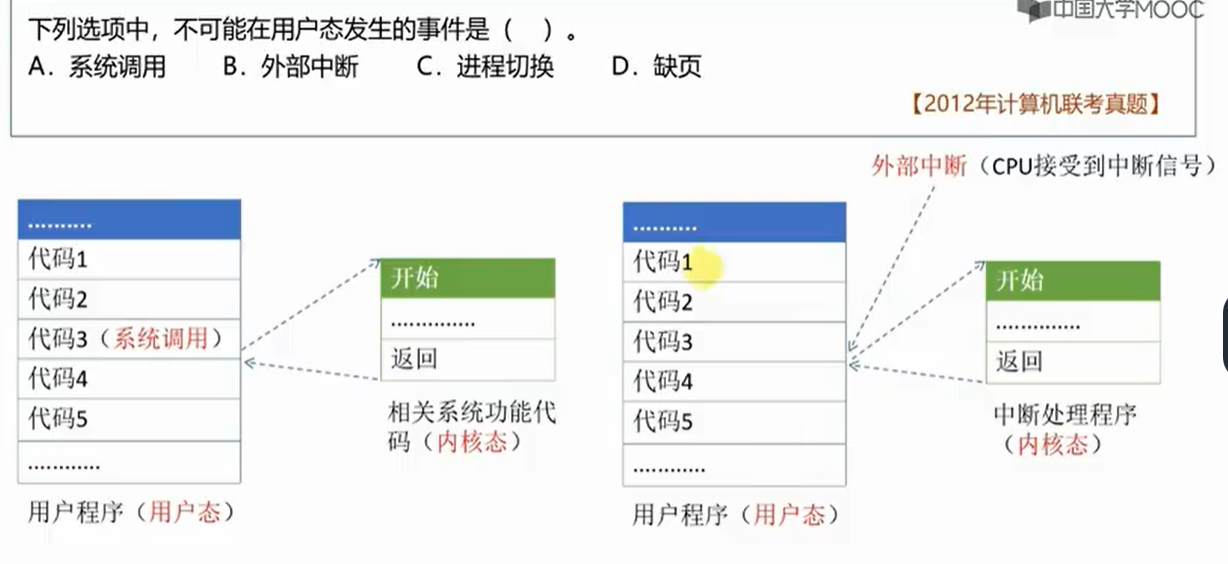 中国大学MOOC
下列选项中，不可能在用户态发生的事件是（ ）。
A．系统调用 B．外部中断 C．进程切换 D．缺页
【2012年计算机联考真题】
..........
代码1
代码2
代码3（系统调用）
代码4
代码5
............
用户程序（用户态）
开始
..............
返回
相关系统功能代
码（内核态）
外部中断（CPU接受到中断信号）
..........
代码1
代码2
代码3
代码4
代码5
............
用户程序（用户态）
开始
..............
返回
中断处理程序
（内核态）